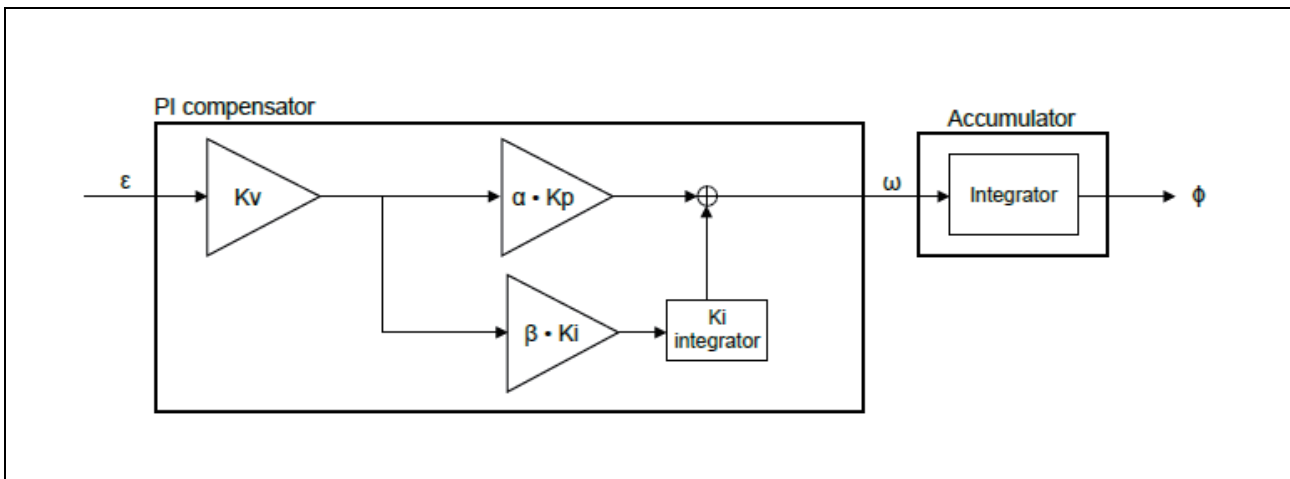 PI compensator
Accumulator
ε
Kv
α • Kp
ω
Integrator
ϕ
β • Ki
Ki
integrator